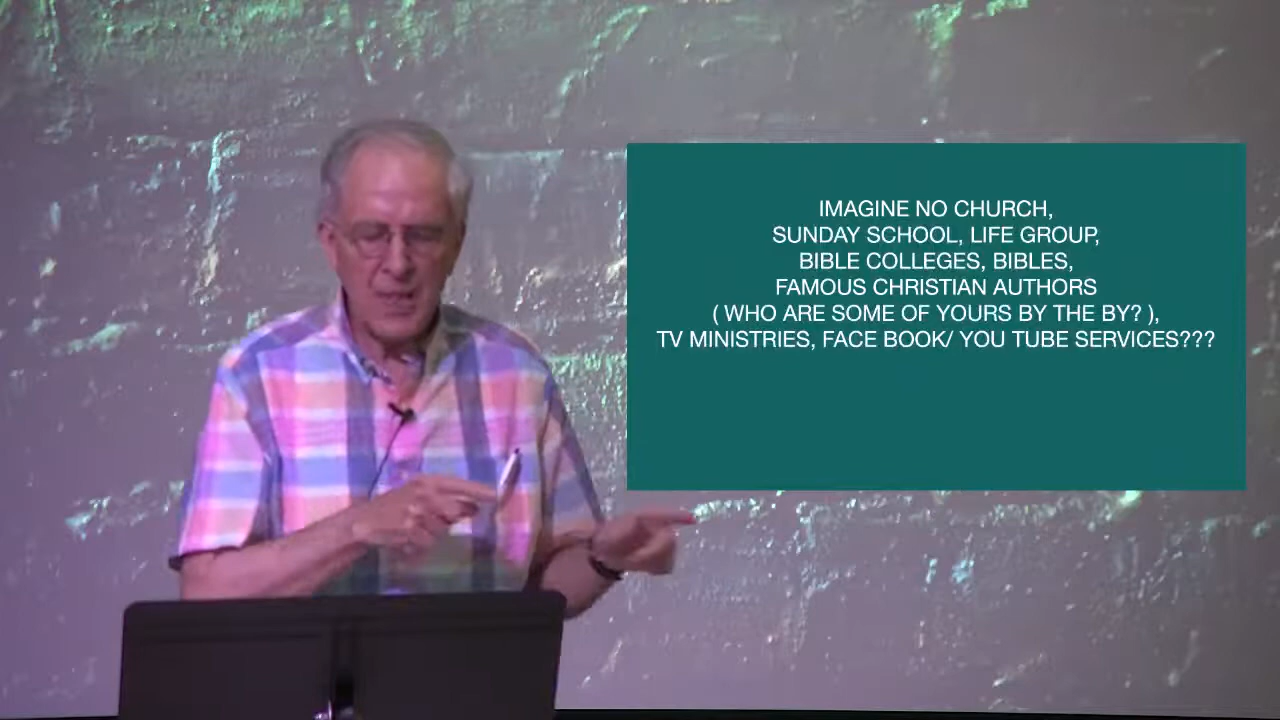 IMAGINE NO CHURCH,
SUNDAY SCHOOL, LIFE GROUP,
BIBLE COLLEGES, BIBLES,
FAMOUS CHRISTIAN AUTHORS
( WHO ARE SOME OF YOURS BY THE BY? ),
TV MINISTRIES, FACE BOOK/ YOU TUBE SERVICES???